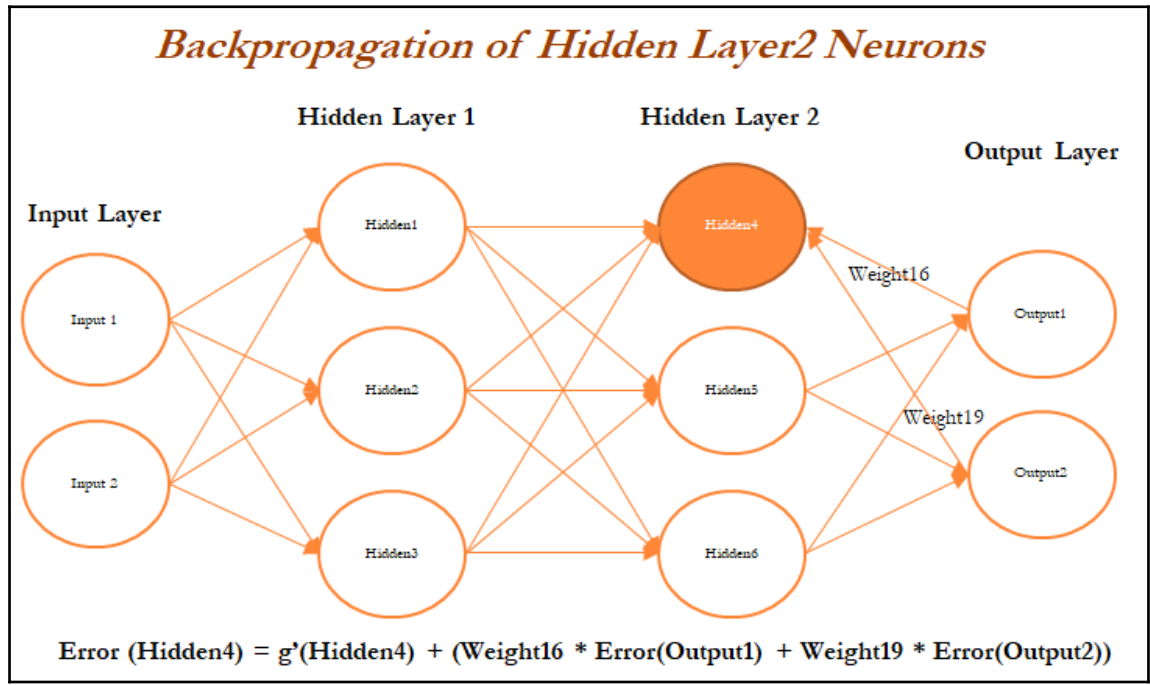 Backpropagation of Hidden Layer2 Neurons
Hidden Layer 1
Hidden Layer 2
Output Layer
Input Layer
Hidden1
Hidden4
Weight16
Input 1
Output1
Hidden2
Hidden5
Weight19
Input 2
Output2
Hidden3
Hidden6
Error (Hidden4) = g’(Hidden4) + (Weight16 * Error(Output1) + Weight19 * Error(Output2))